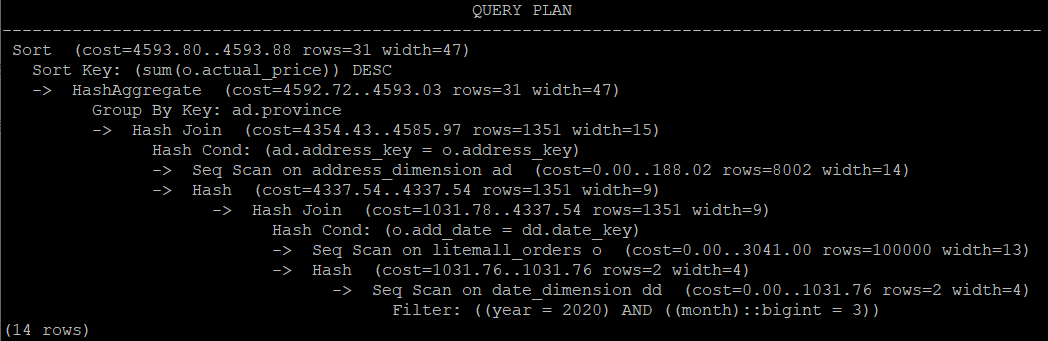 QUERY PLAN
--------------------------------------------------------------------------------------------------------
Sort  (cost=4593.80..4593.88 rows=31 width=47)
  Sort Key: (sum(o.actual_price)) DESC
  ->  HashAggregate  (cost=4592.72..4593.03 rows=31 width=47)
        Group By Key: ad.province
        ->  Hash Join  (cost=4354.43..4585.97 rows=1351 width=15)
              Hash Cond: (ad.address_key = o.address_key)
              ->  Seq Scan on address_dimension ad  (cost=0.00..188.02 rows=8002 width=14)
              ->  Hash  (cost=4337.54..4337.54 rows=1351 width=9)
                    ->  Hash Join  (cost=1031.78..4337.54 rows=1351 width=9)
                          Hash Cond: (o.add_date = dd.date_key)
                          ->  Seq Scan on litemall_orders o  (cost=0.00..3041.00 rows=100000 width=13)
                          ->  Hash  (cost=1031.76..1031.76 rows=2 width=4)
                                ->  Seq Scan on date_dimension dd  (cost=0.00..1031.76 rows=2 width=4)
                                      Filter: ((year = 2020) AND ((month)::bigint = 3))
(14 rows)